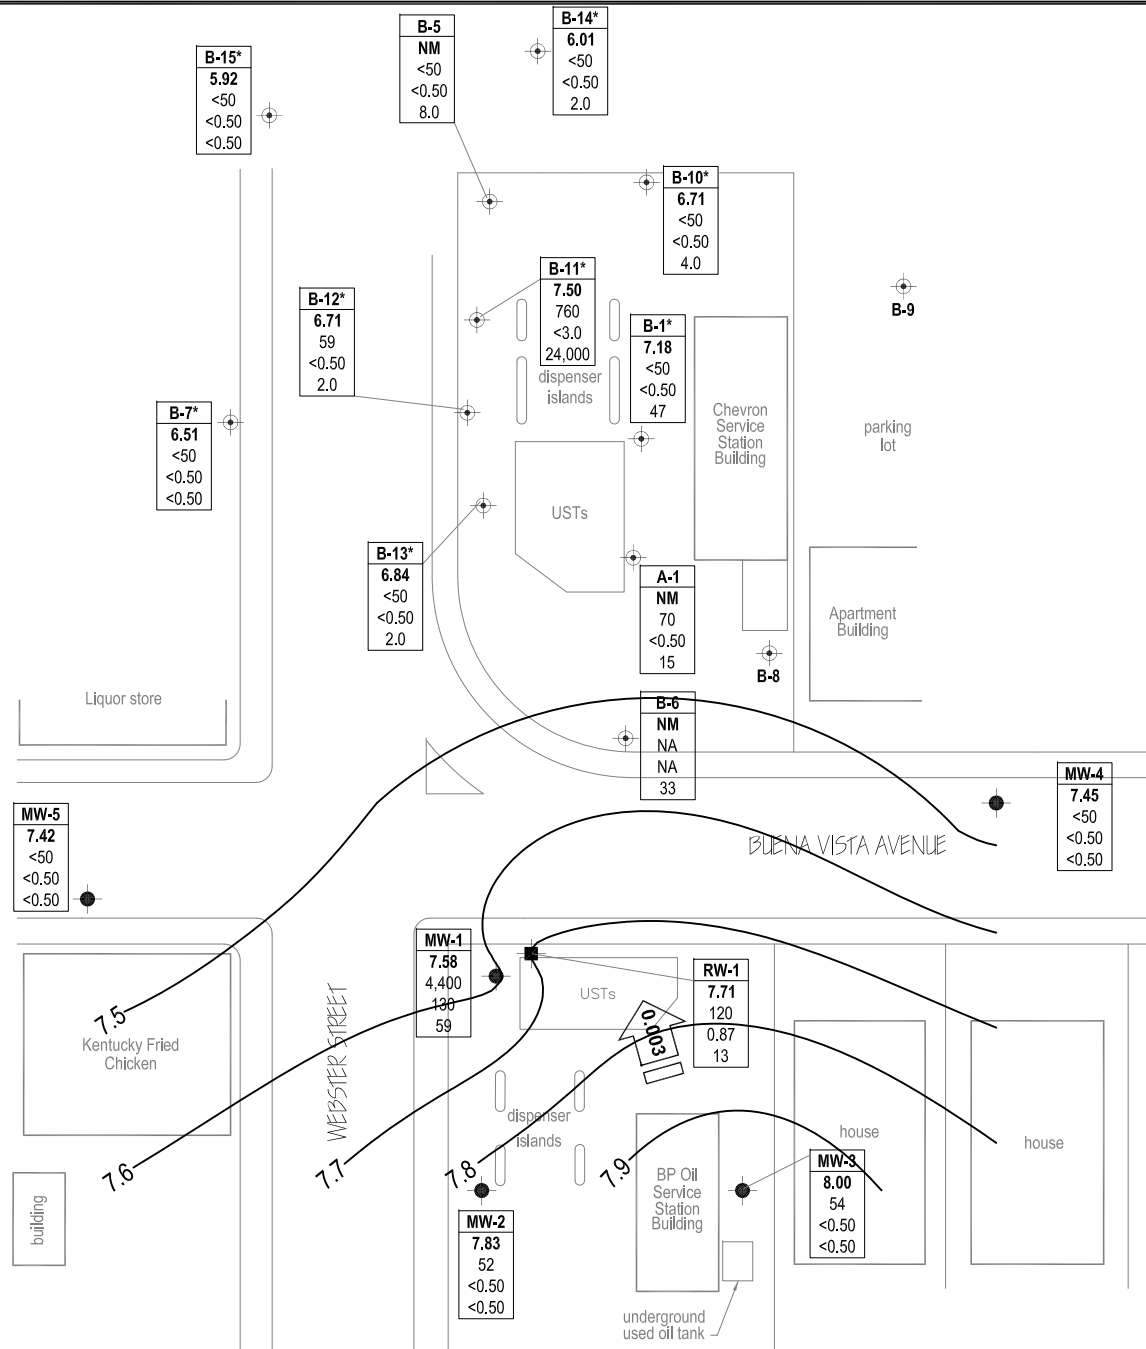 B-14*
6.01
<50
<0.50
2.0
B-5
NM
<50
<0.50
8.0
B-15*
5.92
<50
<0.50
<0.50
B-10*
6.71
<50
<0.50
4.0
B-11*
7.50
760
<3.0
24,000
B-9
B-12*
6.71
59
<0.50
2.0
B-1*
7.18
<50
<0.50
47
dispenser
islands
Chevron
Service
Station
Building
parking
lot
B-7*
6.51
<50
<0.50
<0.50
USTs
B-13*
6.84
<50
<0.50
2.0
A-1
NM
70
<0.50
15
Apartment
Building
B-8
Liquor store
B-6
NM
NA
NA
33
MW-4
7.45
<50
<0.50
<0.50
MW-5
7.42
<50
<0.50
<0.50
BUENA VISTA AVENUE
MW-1
7.58
4,400
130
59
RW-1
7.71
120
0.87
13
USTs
0.003
7.5
Kentucky Fried
Chicken
WEBSTER STREET
dispenser
islands
house
house
7.6
7.7
7.8
7.9
BP Oil
Service
Station
Building
MW-3
8.00
54
<0.50
<0.50
building
MW-2
7.83
52
<0.50
<0.50
underground
used oil tank